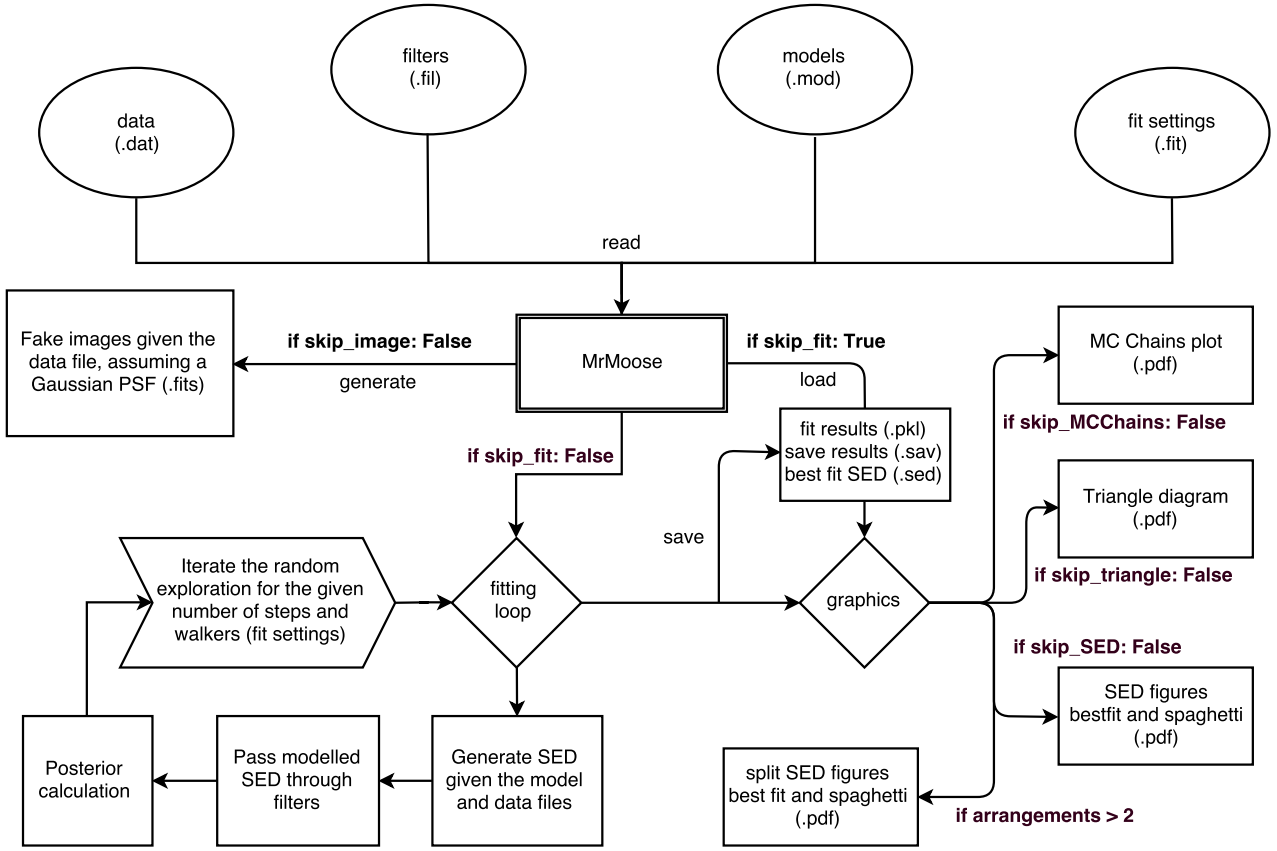 filters
(.fil)
models
(.mod)
data
(.dat)
fit settings
(.fit)
read
Fake images given the
data file, assuming a
Gaussian PSF (.fits)
if skip_image: False
generate
MrMoose
if skip_fit: True
load
MC Chains plot
(.pdf)
if skip_MCChains: False
if skip_fit: False
fit results (.pkl)
save results (.sav)
best fit SED (.sed)
save
Triangle diagram
(.pdf)
if skip_triangle: False
Iterate the random
exploration for the given
number of steps and
walkers (fit settings)
fitting
loop
graphics
if skip_SED: False
SED figures
bestfit and spaghetti
(.pdf)
Posterior
calculation
Pass modelled
SED through
filters
Generate SED
given the model
and data files
split SED figures
best fit and spaghetti
(.pdf)
if arrangements > 2